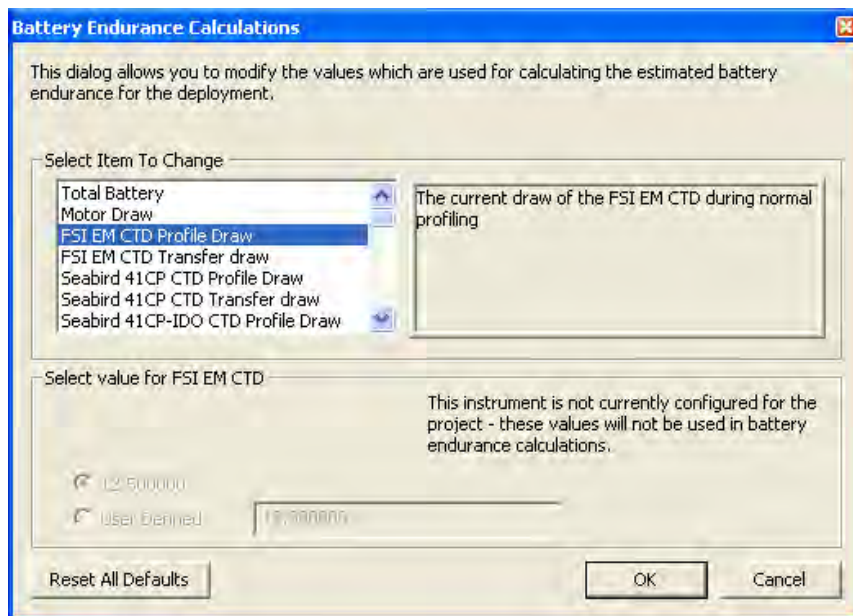 Battery Endurance Calculations
This dialog allows you to modify the values which are used for calculating the estimated battery
endurance for the deployment.
Select Item To Change
Total Battery
Motor Draw
FSI EM CTD Profile Draw
FSI EM CTD Transfer draw
Seabird 41CP CTD Profile Draw
Seabird 41CP CTD Transfer draw
Seabird 41CP-IDO CTD Profile Draw
The current draw of the FSI EM CTD during normal
profiling
Select value for FSI EM CTD
This instrument is not currently configured for the
project - these values will not be used in battery
endurance calculations.
12.500000
User Defined
Reset All Defaults
OK
Cancel